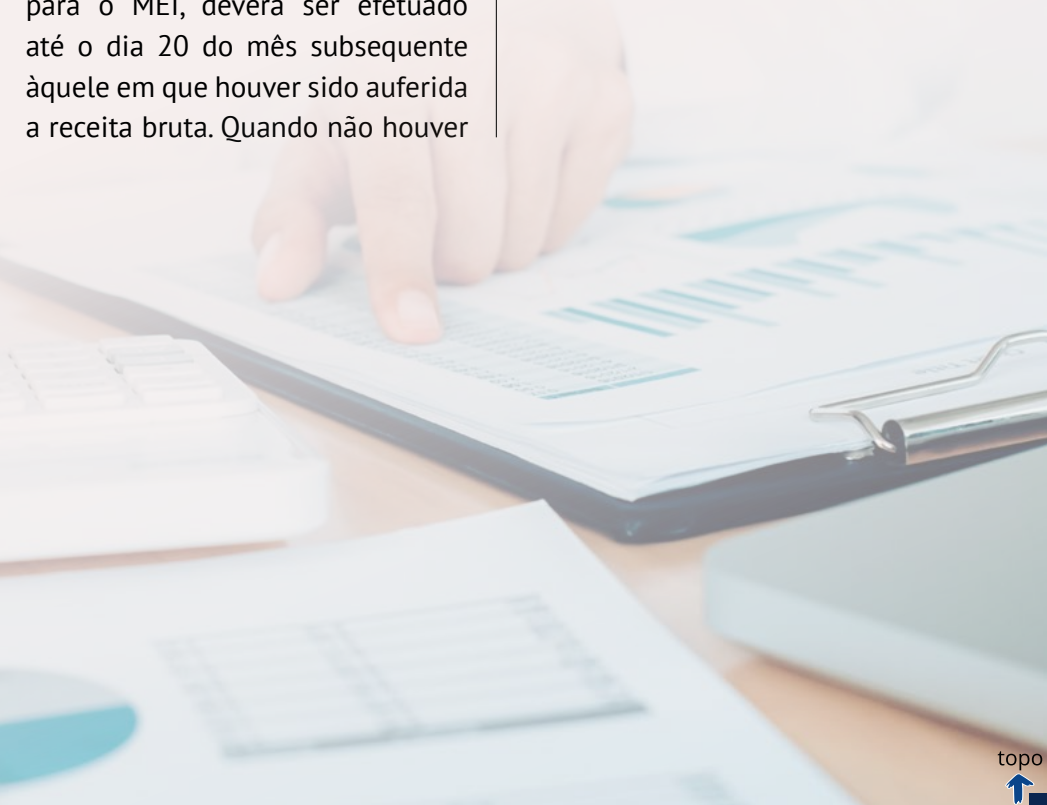 para o MEI, deverá ser efetuado
até o dia 20 do mês subsequente
àquele em que houver sido auferida
a receita bruta. Quando não houver
topo